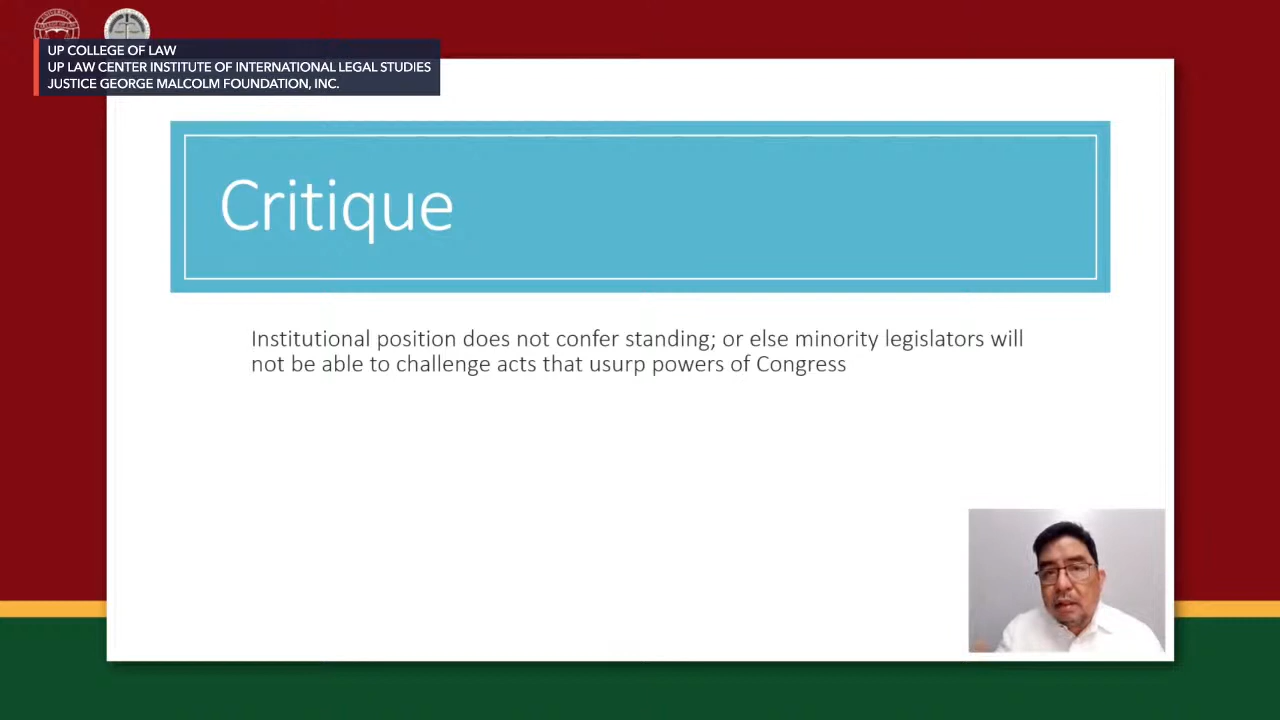 UP COLLEGE OF LAW
UP LAW CENTER INSTITUTE OF INTERNATIONAL LEGAL STUDIES
JUSTICE GEORGE MALCOLM FOUNDATION, INC.
Critique
Institutional position does not confer standing; or else minority legislators will
not be able to challenge acts that usurp powers of Congress